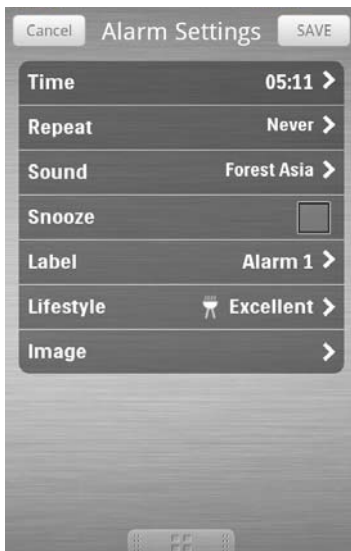 Cancel Alarm Settings SAVE
Time 05:11
Repeat Never
Sound Forest Asia
Snooze
Label Alarm 1
Lifestyle Excellent
Image